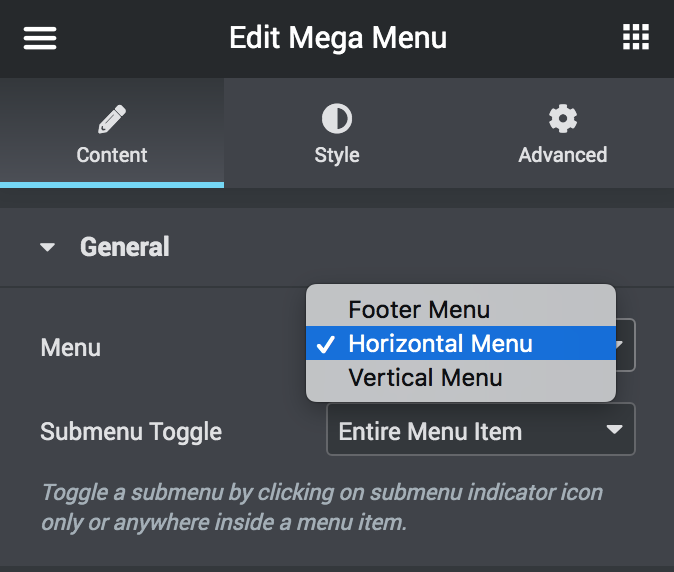 Edit Mega Menu
Content
Style
Advanced
General
Menu
Footer Menu
Horizontal Menu
Vertical Menu
Submenu Toggle
Entire Menu Item
Toggle a submenu by clicking on submenu indicator icon
only or anywhere inside a menu item.